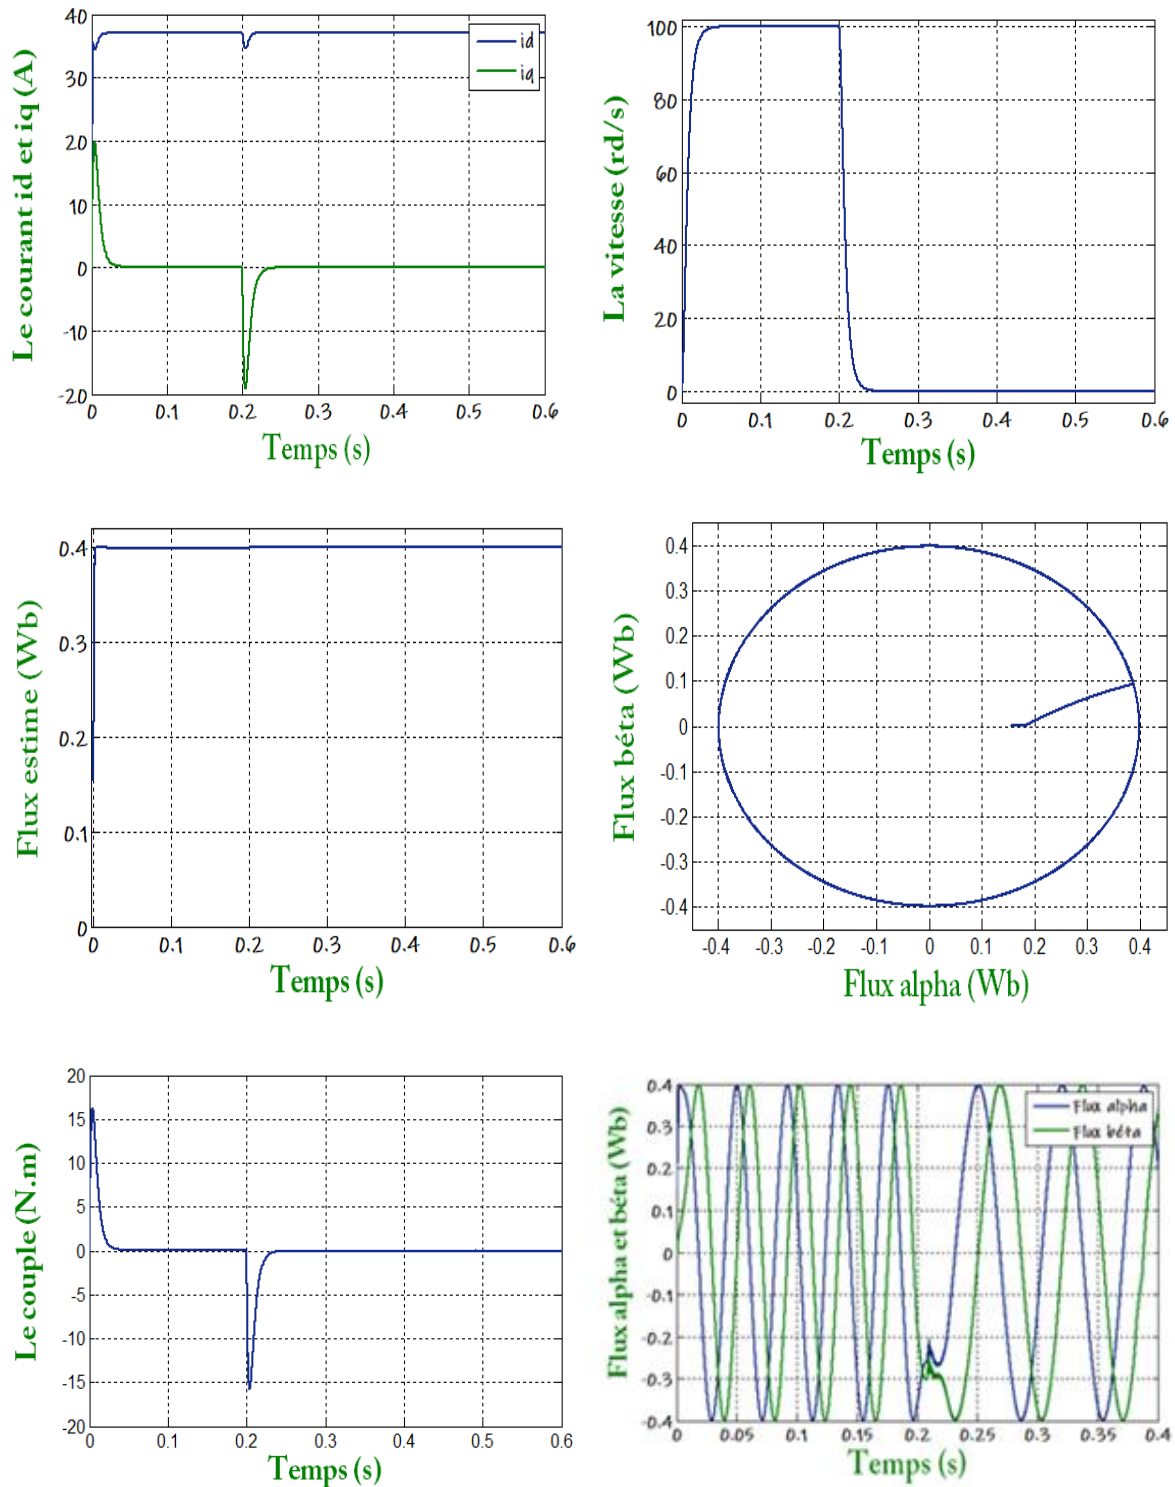 Le courant id et iq (A)
40
30
20
10
0
-10
-20
id
iq
0 0.1 0.2 0.3 0.4 0.5 0.6
Temps (s)
La vitesse (rd/s)
100
80
60
40
20
0
0 0.1 0.2 0.3 0.4 0.5 0.6
Temps (s)
Flux estime (Wb)
0.4
0.3
0.2
0.1
0
0 0.1 0.2 0.3 0.4 0.5 0.6
Temps (s)
Flux béta (Wb)
0.4
0.3
0.2
0.1
0
-0.1
-0.2
-0.3
-0.4
-0.4 -0.3 -0.2 -0.1 0 0.1 0.2 0.3 0.4
Flux alpha (Wb)
Le couple (N.m)
20
15
10
5
0
-5
-10
-15
-20
0 0.1 0.2 0.3 0.4 0.5 0.6
Temps (s)
Flux alpha et béta (Wb)
0.4
0.3
0.2
0.1
0
-0.1
-0.2
-0.3
-0.4
Flux alpha
Flux béta
0 0.05 0.1 0.15 0.2 0.25 0.3 0.35 0.4
Temps (s)